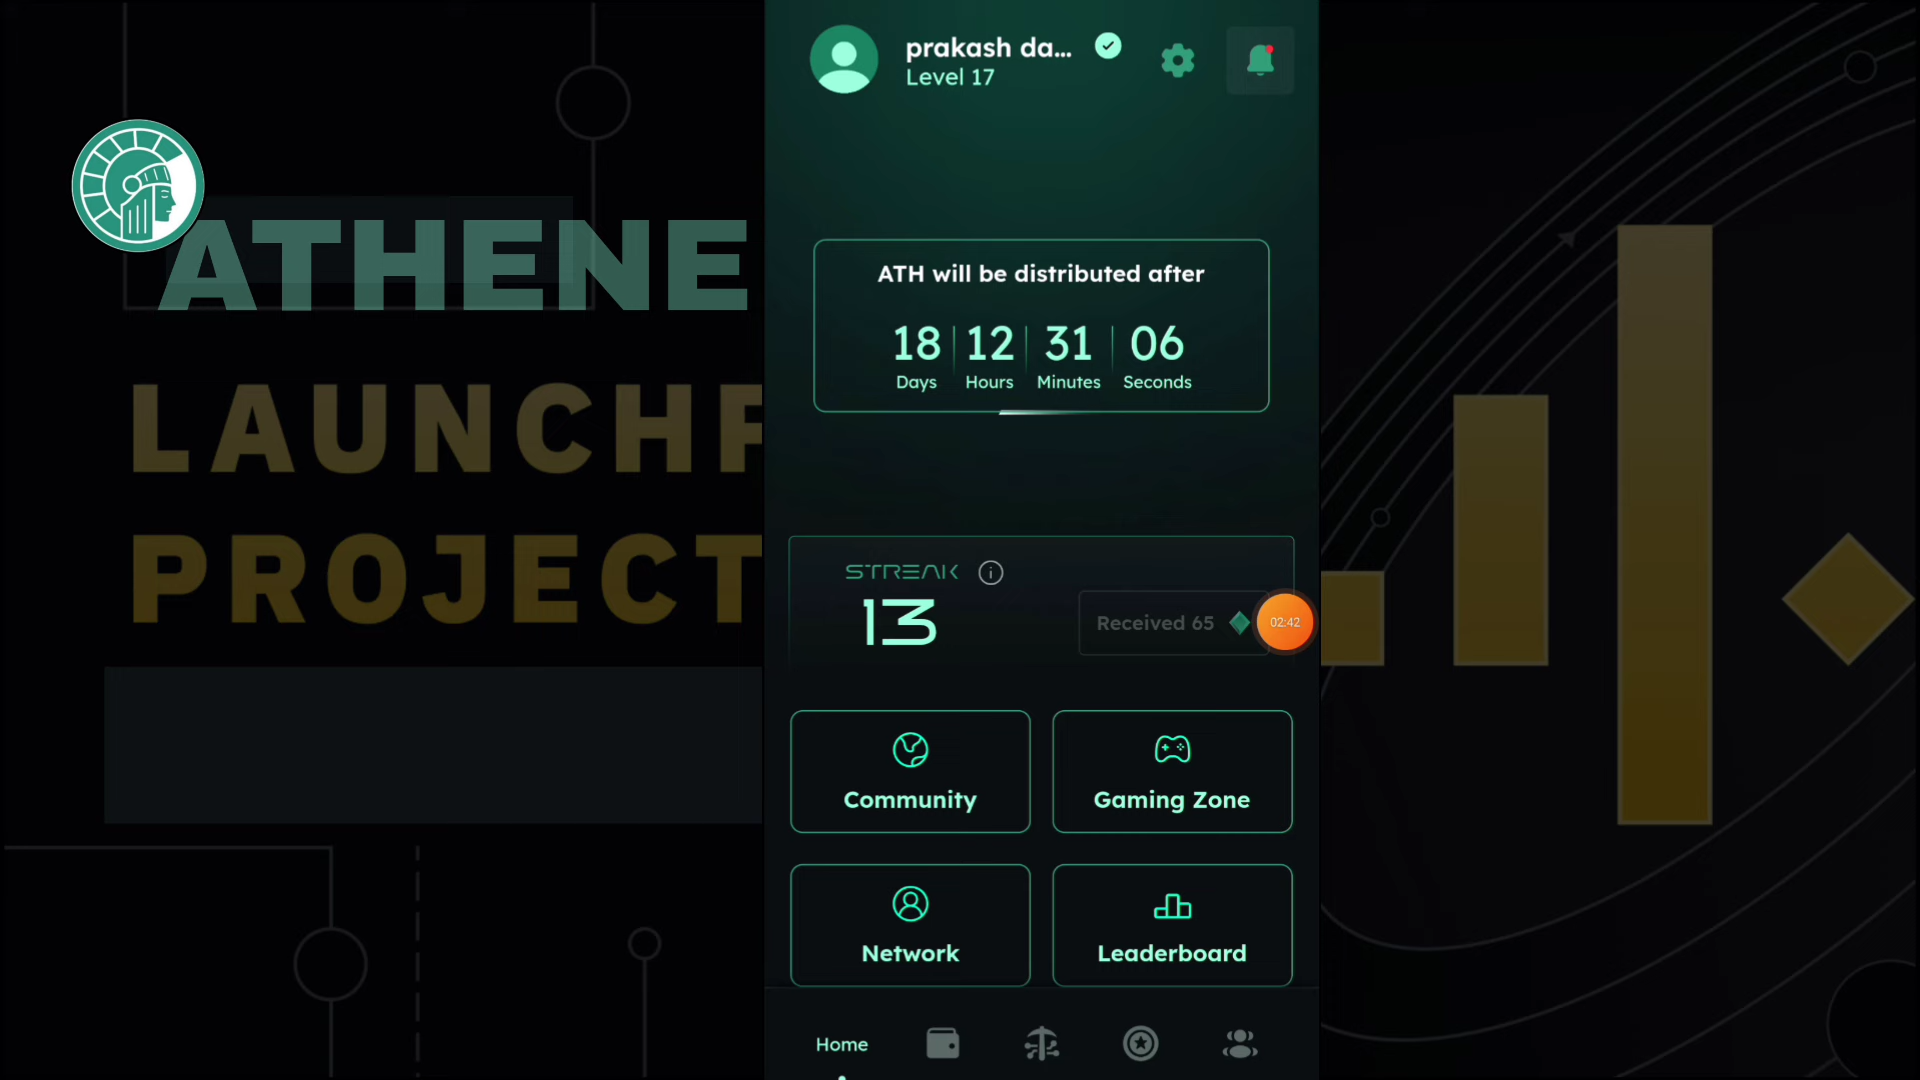 ATHENE
LAUNCHP
PROJECT
prakash da...
Level 17
ATH will be distributed after
18 12 31 06
Days Hours Minutes Seconds
STREAK
13
Received 65
02:42
Community
Gaming Zone
Network
Leaderboard
Home